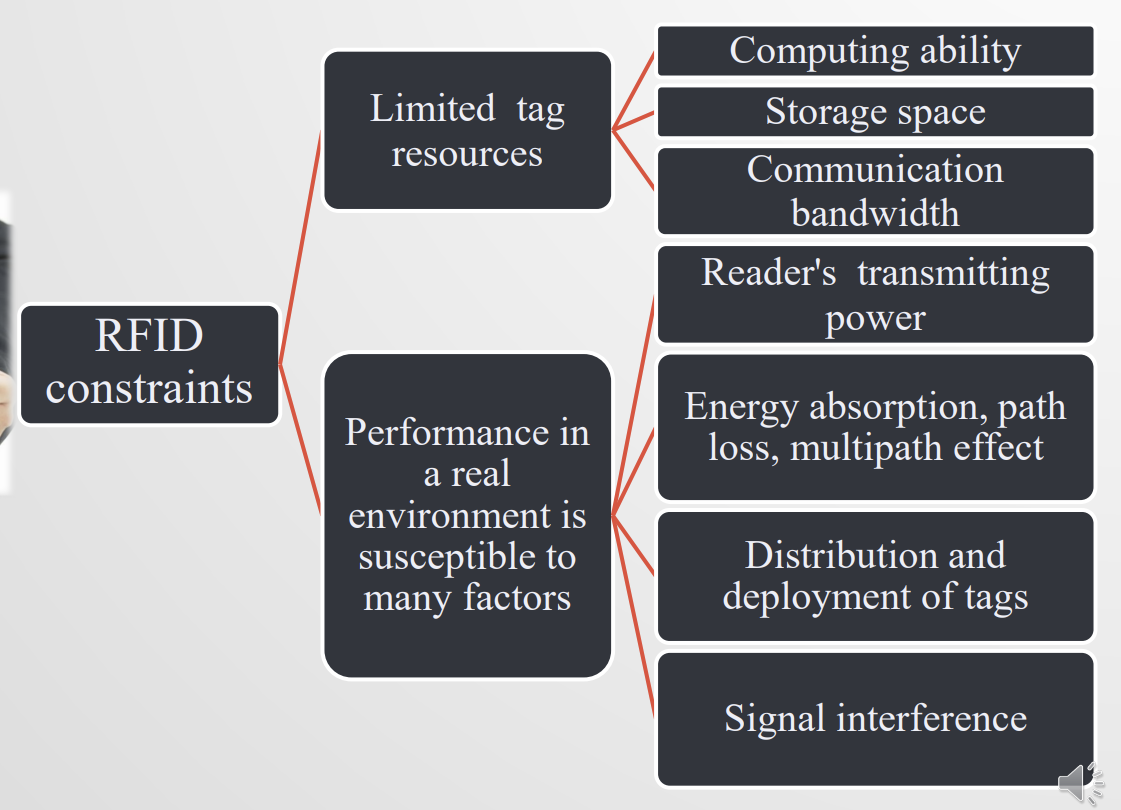 RFID
constraints
Limited  tag
resources
Computing ability
Storage space
Communication
bandwidth
Performance in
a real
environment is
susceptible to
many factors
Reader's  transmitting
power
Energy absorption, path
loss, multipath effect
Distribution and
deployment of tags
Signal interference